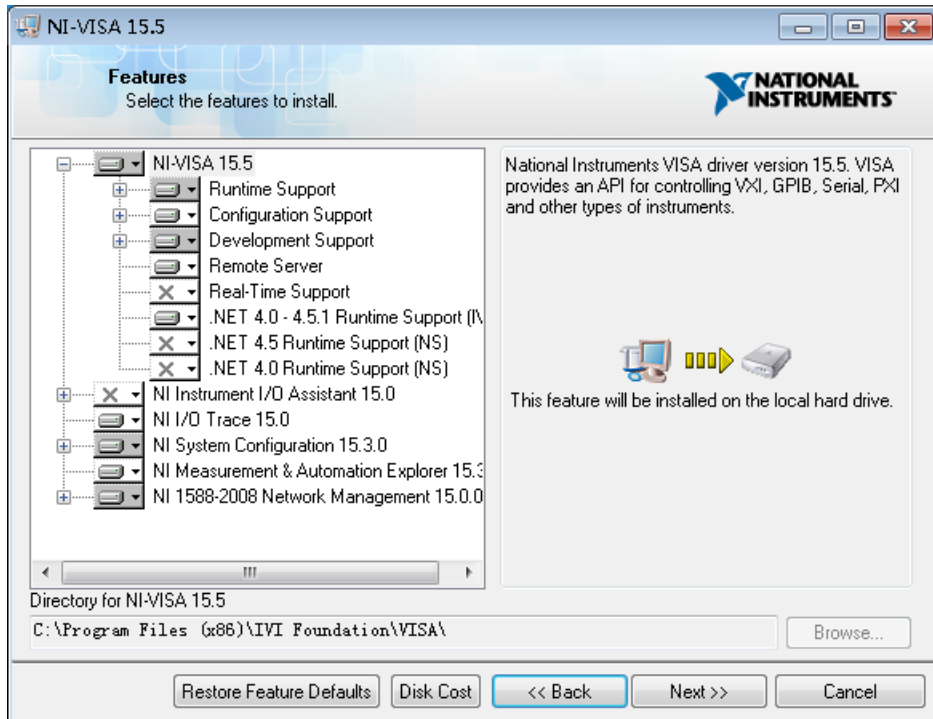 NI-VISA 15.5
Features
Select the features to install.
NATIONAL
INSTRUMENTS
NI-VISA 15.5
Runtime Support
Configuration Support
Development Support
Remote Server
Real-Time Support
.NET 4.0 - 4.5.1 Runtime Support (I\
.NET 4.5 Runtime Support (NS)
.NET 4.0 Runtime Support (NS)
NI Instrument I/O Assistant 15.0
NI I/O Trace 15.0
NI System Configuration 15.3.0
NI Measurement & Automation Explorer 15.3
NI 1588-2008 Network Management 15.0.0
National Instruments VISA driver version 15.5. VISA
provides an API for controlling VXI, GPIB, Serial, PXI
and other types of instruments.
This feature will be installed on the local hard drive.
Directory for NI-VISA 15.5
C:\Program Files (x86)\IVI Foundation\VISA\
Browse...
Restore Feature Defaults
Disk Cost
<< Back
Next >>
Cancel